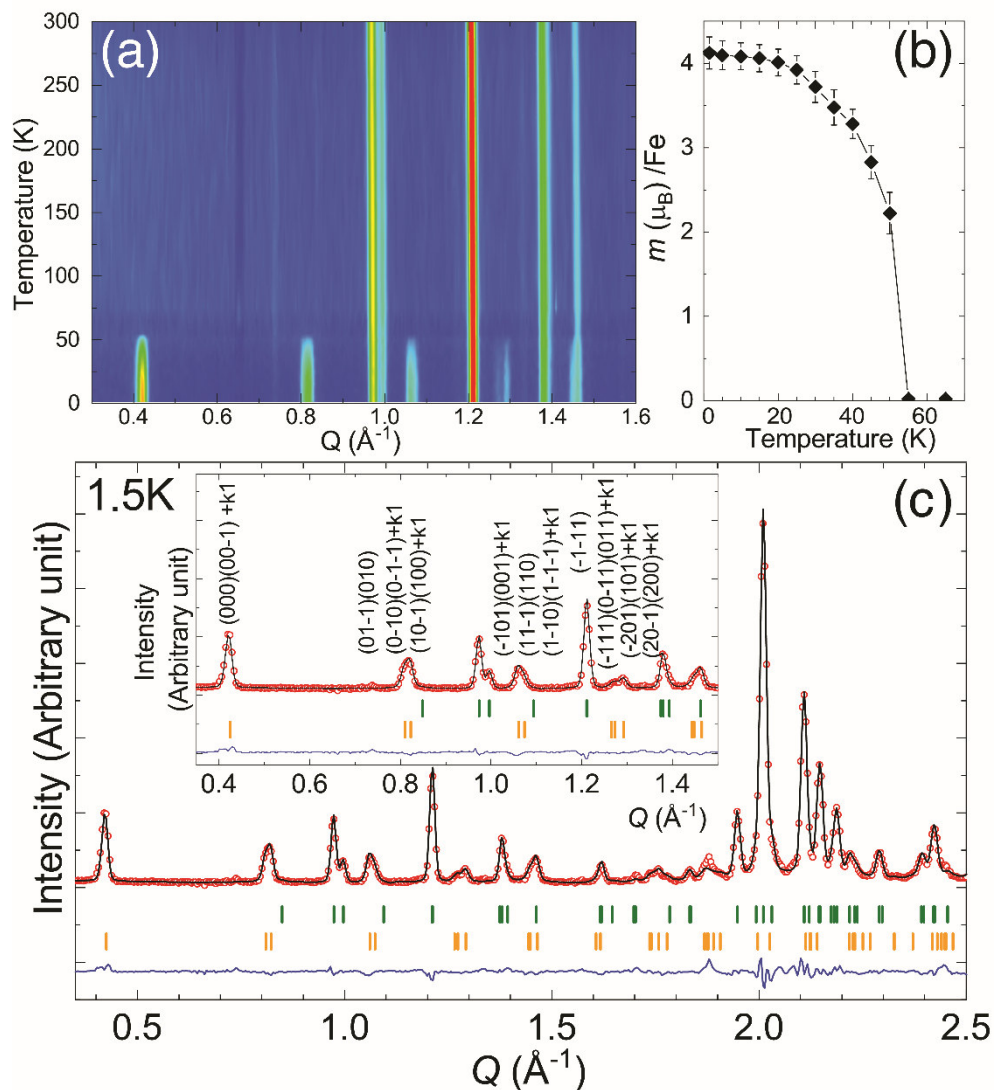 (a)
300
250
200
150
100
50
0
Temperature (K)
0.4
0.6
0.8
1.0
1.2
1.4
1.6
Q (Å-1)
(b)
4
2
0
m (μB) /Fe
0
20
40
60
Temperature (K)
1.5K
(c)
Intensity (Arbitrary unit)
Intensity
(Arbitrary unit)
(000)(00-1) +k1
(01-1)(010)
(0-10)(0-1-1)+k1
(10-1)(100)+k1
(-101)(001)+k1
(11-1)(110)
(1-10)(1-1-1)+k1
(-1-11)
(-111)(0-11)(011)+k1
(-201)(101)+k1
(20-1)(200)+k1
0.4
0.6
0.8
1.0
1.2
1.4
Q (Å-1)
0.5
1.0
1.5
2.0
2.5
Q (Å-1)